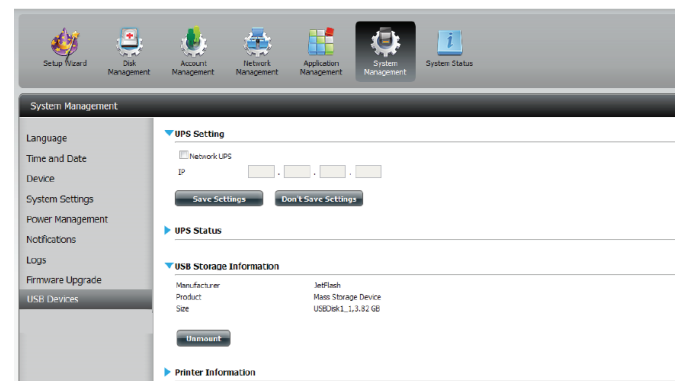 Setup Wizard
Disk Management
Account Management
Network Management
Application Management
System Management
System Status
System Management
Language
Time and Date
Device
System Settings
Power Management
Notifications
Logs
Firmware Upgrade
USB Devices
UPS Setting
Network UPS
IP . . .
Save Settings Don't Save Settings
UPS Status
USB Storage Information
Manufacturer JetFlash
Product Mass Storage Device
Size USBDisk1_1,3.82 GB
Unmount
Printer Information